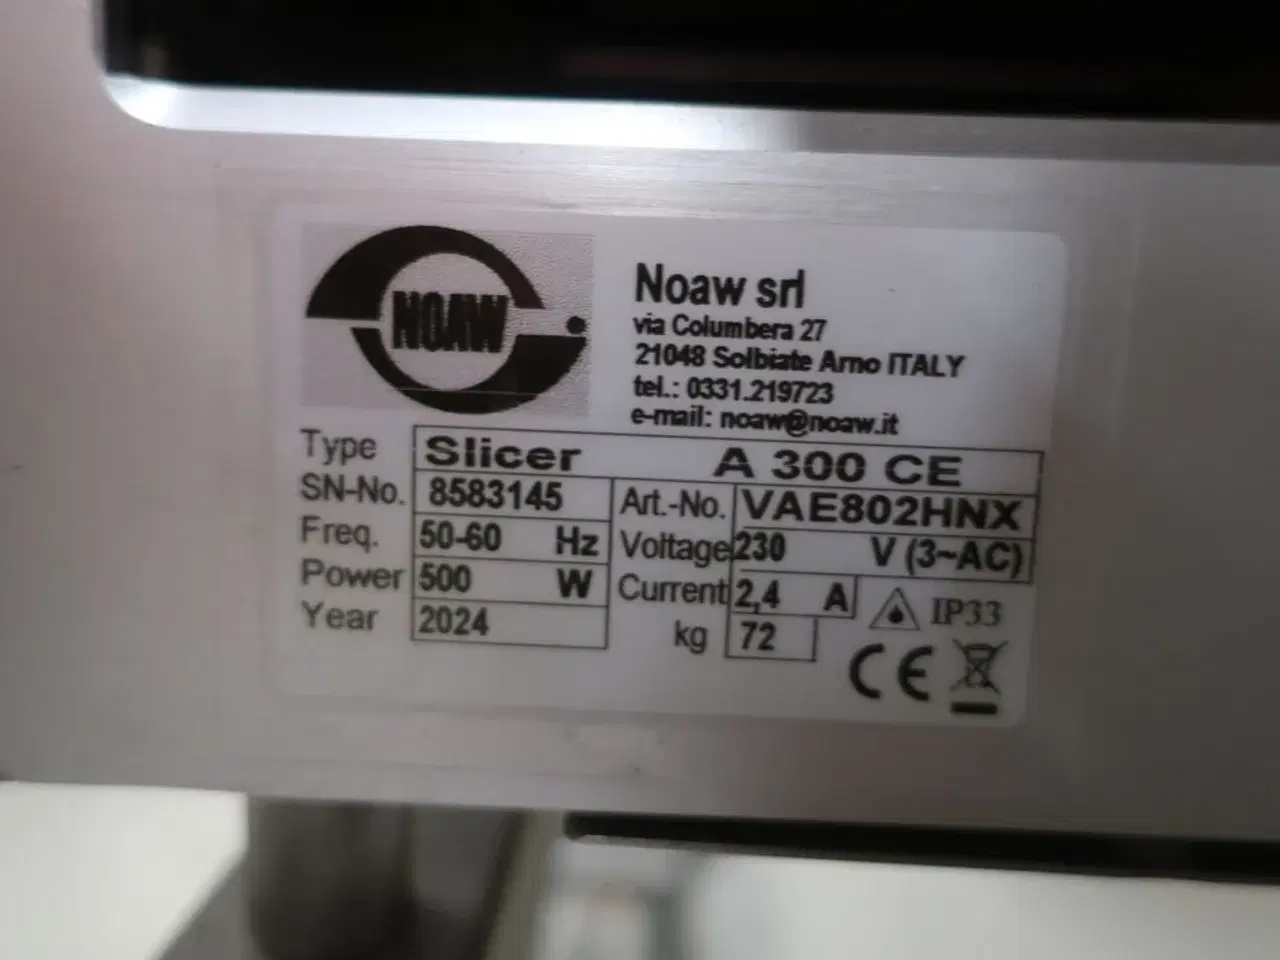 NOAW
Noaw srl
via Columbera 27
21048 Solbiate Arno ITALY
tel.: 0331.219723
e-mail: noaw@noaw.it
Type Slicer A 300 CE
SN-No. 8583145 Art.-No. VAE802HNX
Freq. 50-60 Hz Voltage 230 V (3~AC)
Power 500 W Current 2,4 A IP33
Year 2024 kg 72
CE